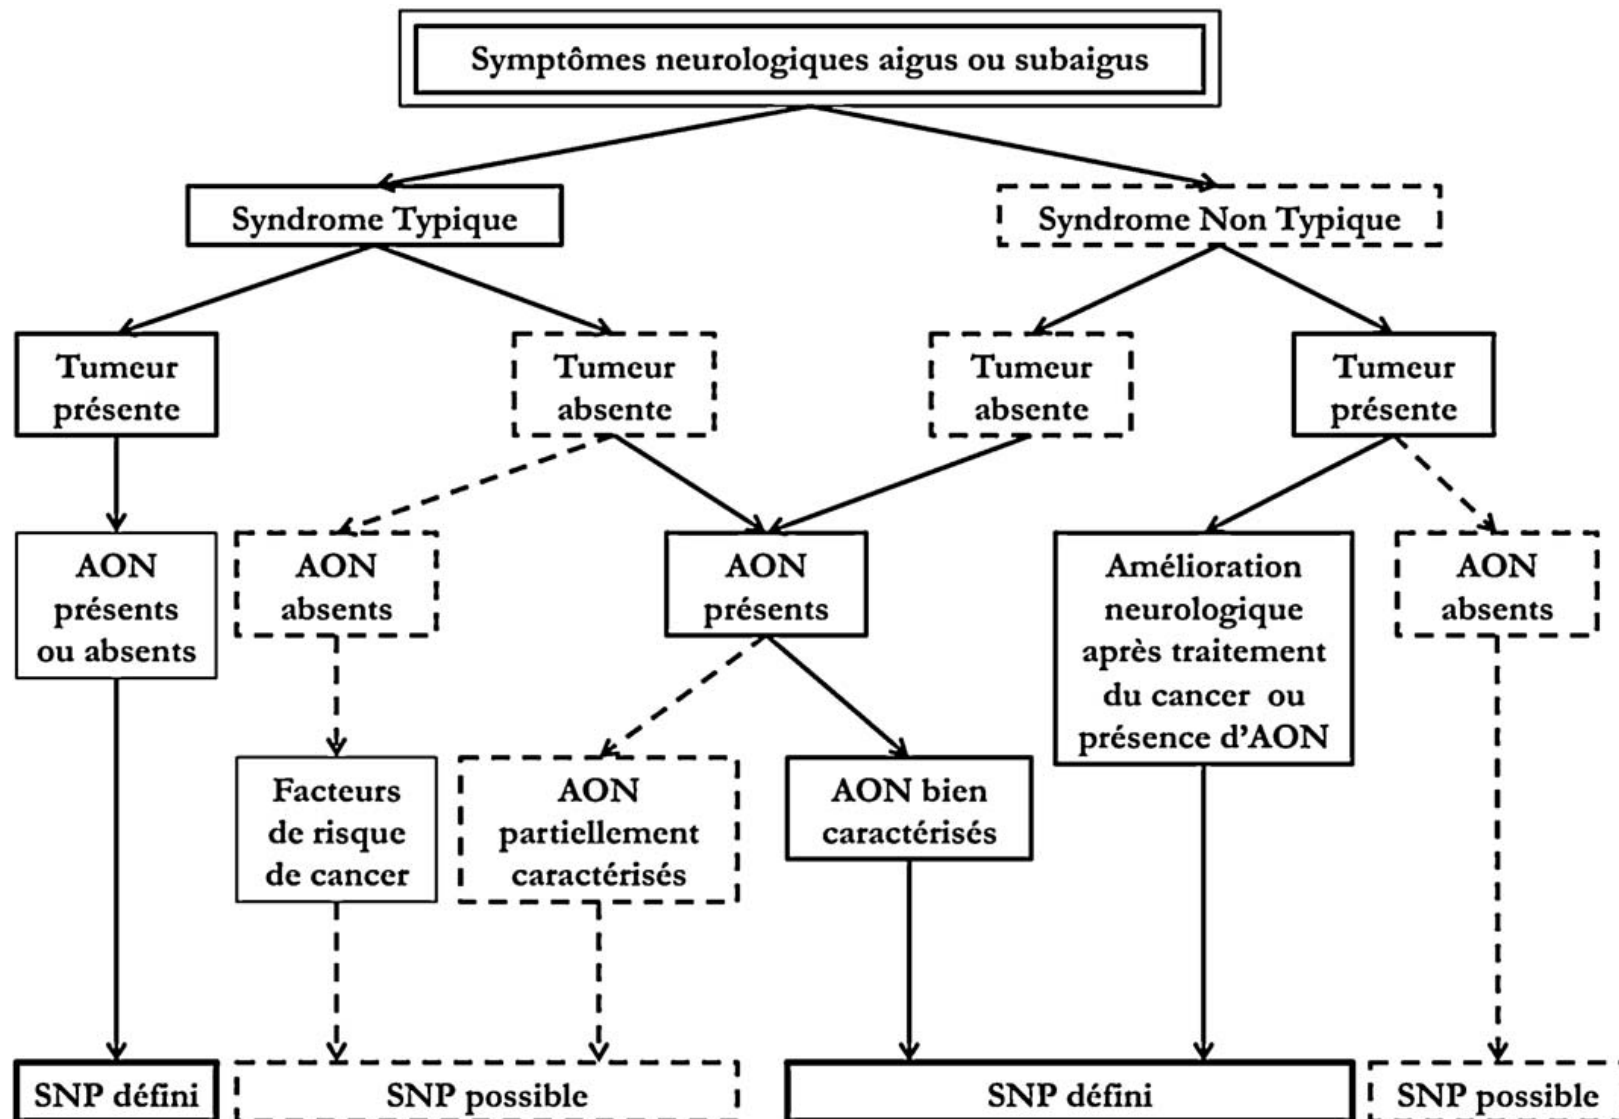 Symptômes neurologiques aigus ou subaigus
Syndrome Typique
Syndrome Non Typique
Tumeur
présente
Tumeur
absente
Tumeur
absente
Tumeur
présente
AON
présents
ou absents
AON
absents
AON
présents
Amélioration
neurologique
après traitement
du cancer ou
présence d'AON
AON
absents
Facteurs
de risque
de cancer
AON
partiellement
caractérisés
AON bien
caractérisés
SNP défini
SNP possible
SNP défini
SNP possible